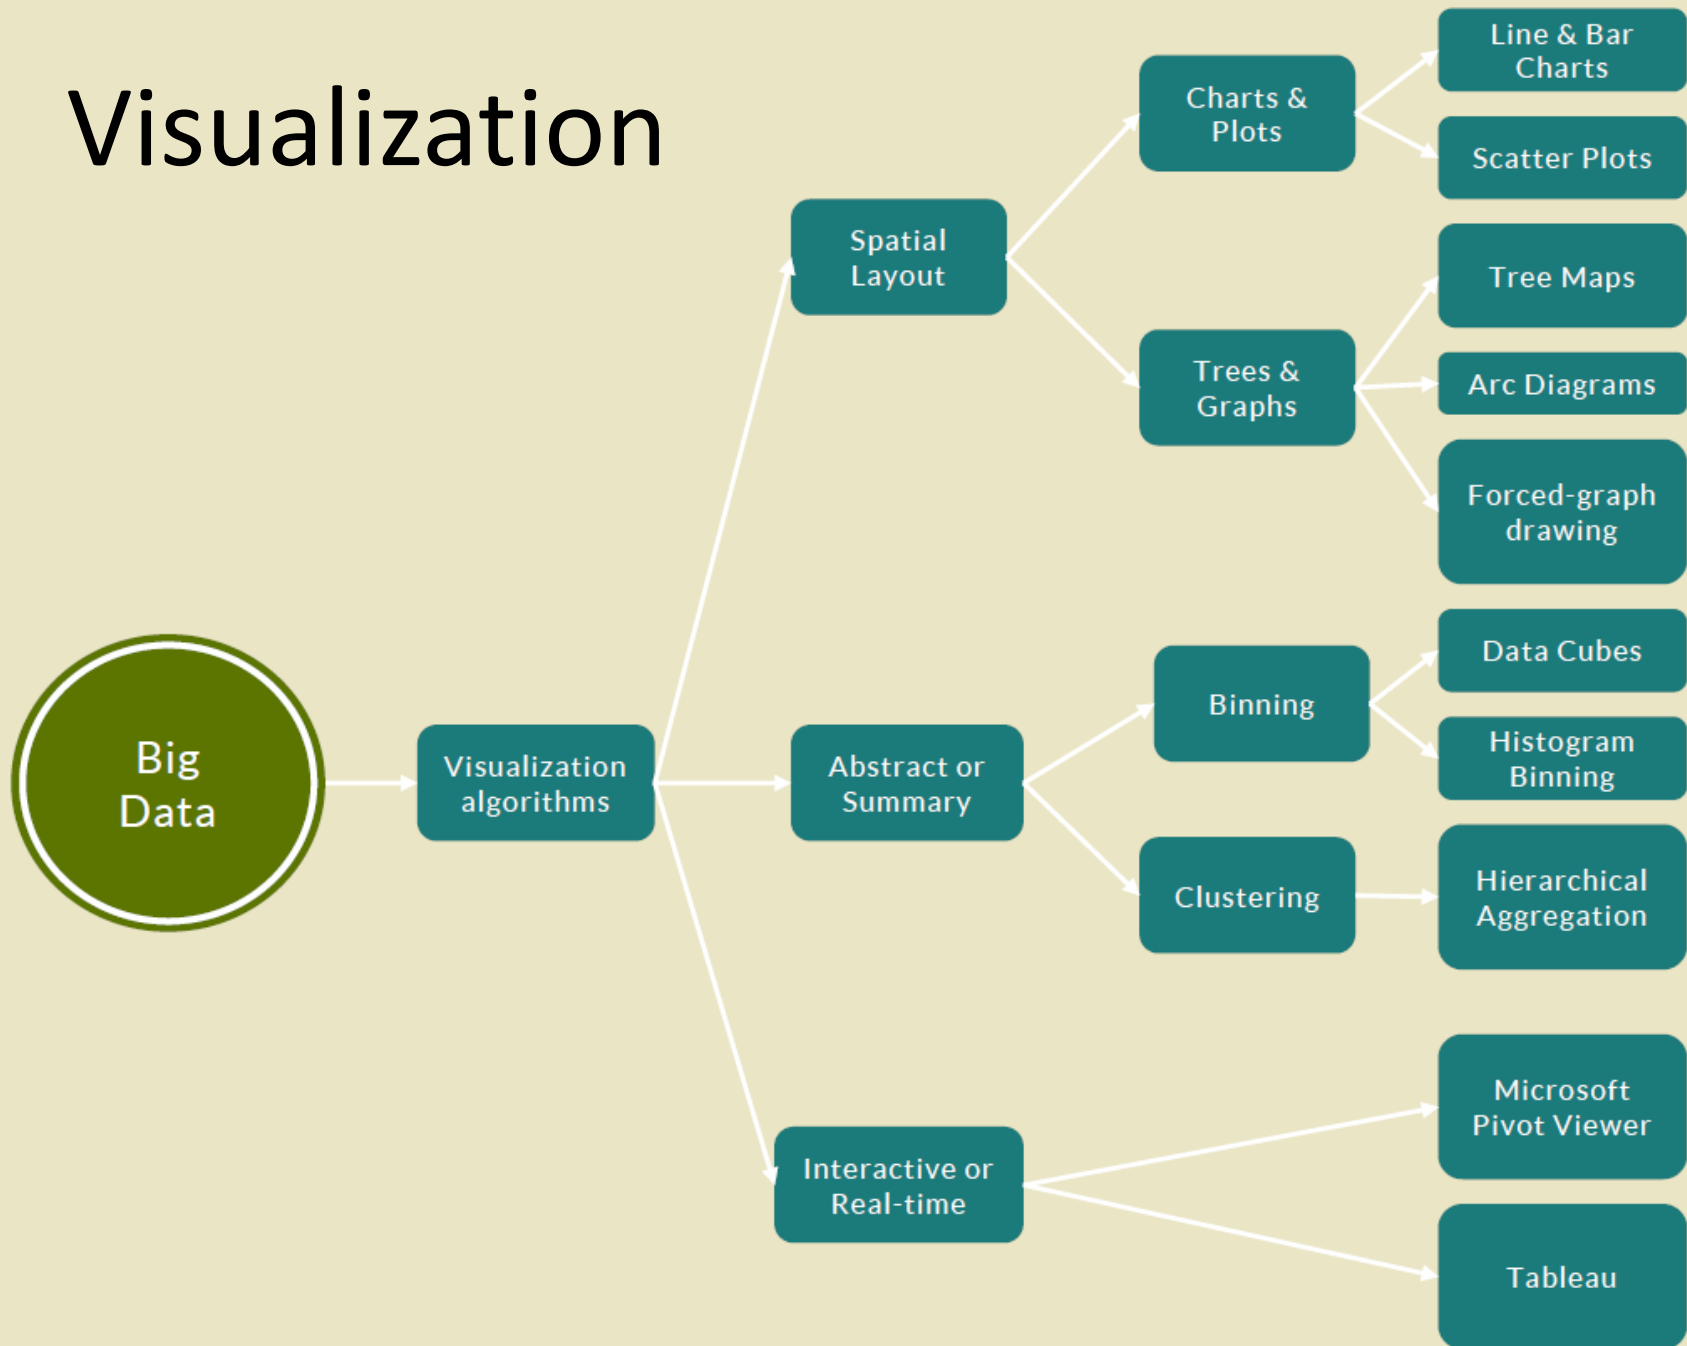 Visualization
Big
Data
Visualization
algorithms
Spatial
Layout
Charts &
Plots
Line & Bar
Charts
Scatter Plots
Trees &
Graphs
Tree Maps
Arc Diagrams
Forced-graph
drawing
Abstract or
Summary
Binning
Data Cubes
Histogram
Binning
Clustering
Hierarchical
Aggregation
Interactive or
Real-time
Microsoft
Pivot Viewer
Tableau